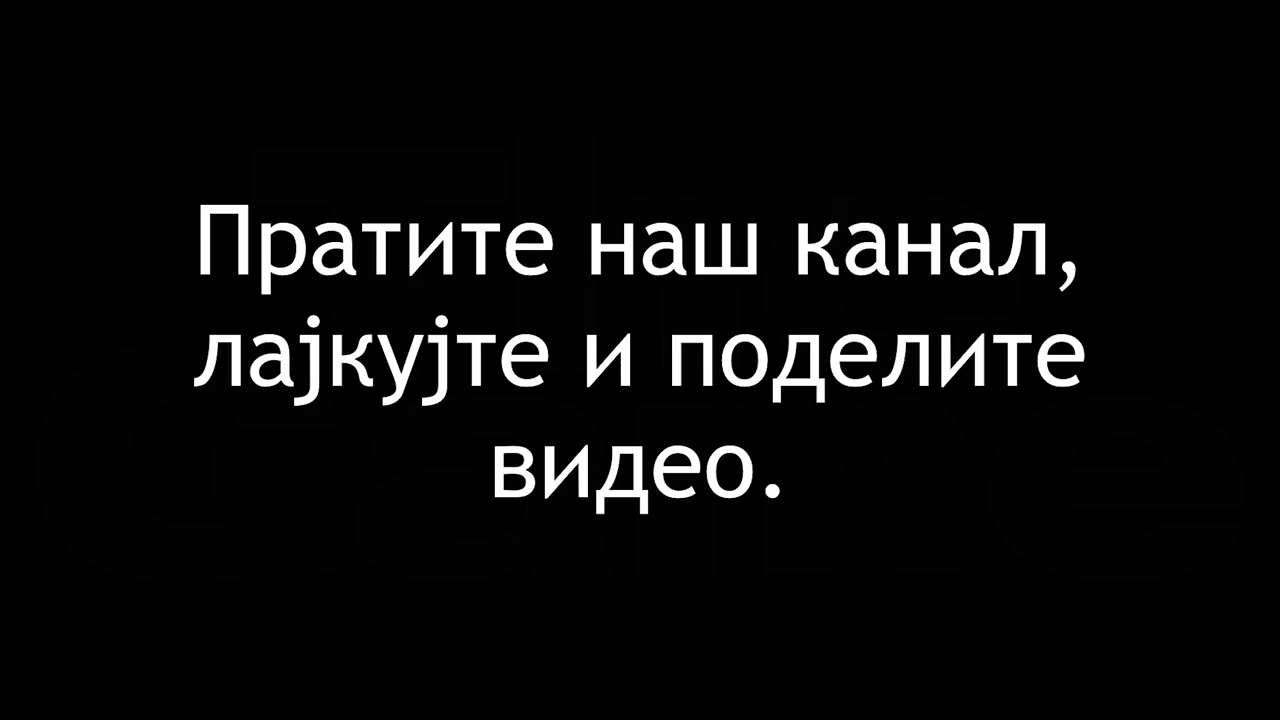 Пратите наш канал,
лајкујте и поделите
видео.